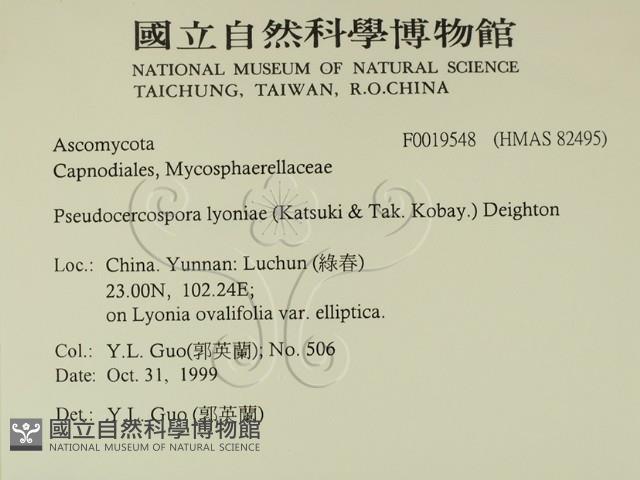 國立自然科學博物館
NATIONAL MUSEUM OF NATURAL SCIENCE
TAICHUNG, TAIWAN, R.O.CHINA
Ascomycota F0019548 (HMAS 82495)
Capnodiales, Mycosphaerellaceae
Pseudocercospora lyoniae (Katsuki & Tak. Kobay.) Deighton
Loc.: China. Yunnan: Luchun (綠春)
23.00N, 102.24E;
on Lyonia ovalifolia var. elliptica.
Col.: Y.L. Guo(郭英蘭); No. 506
Date: Oct. 31, 1999
Det.: Y.L. Guo (郭英蘭)
國立自然科學博物館
NATIONAL MUSEUM OF NATURAL SCIENCE